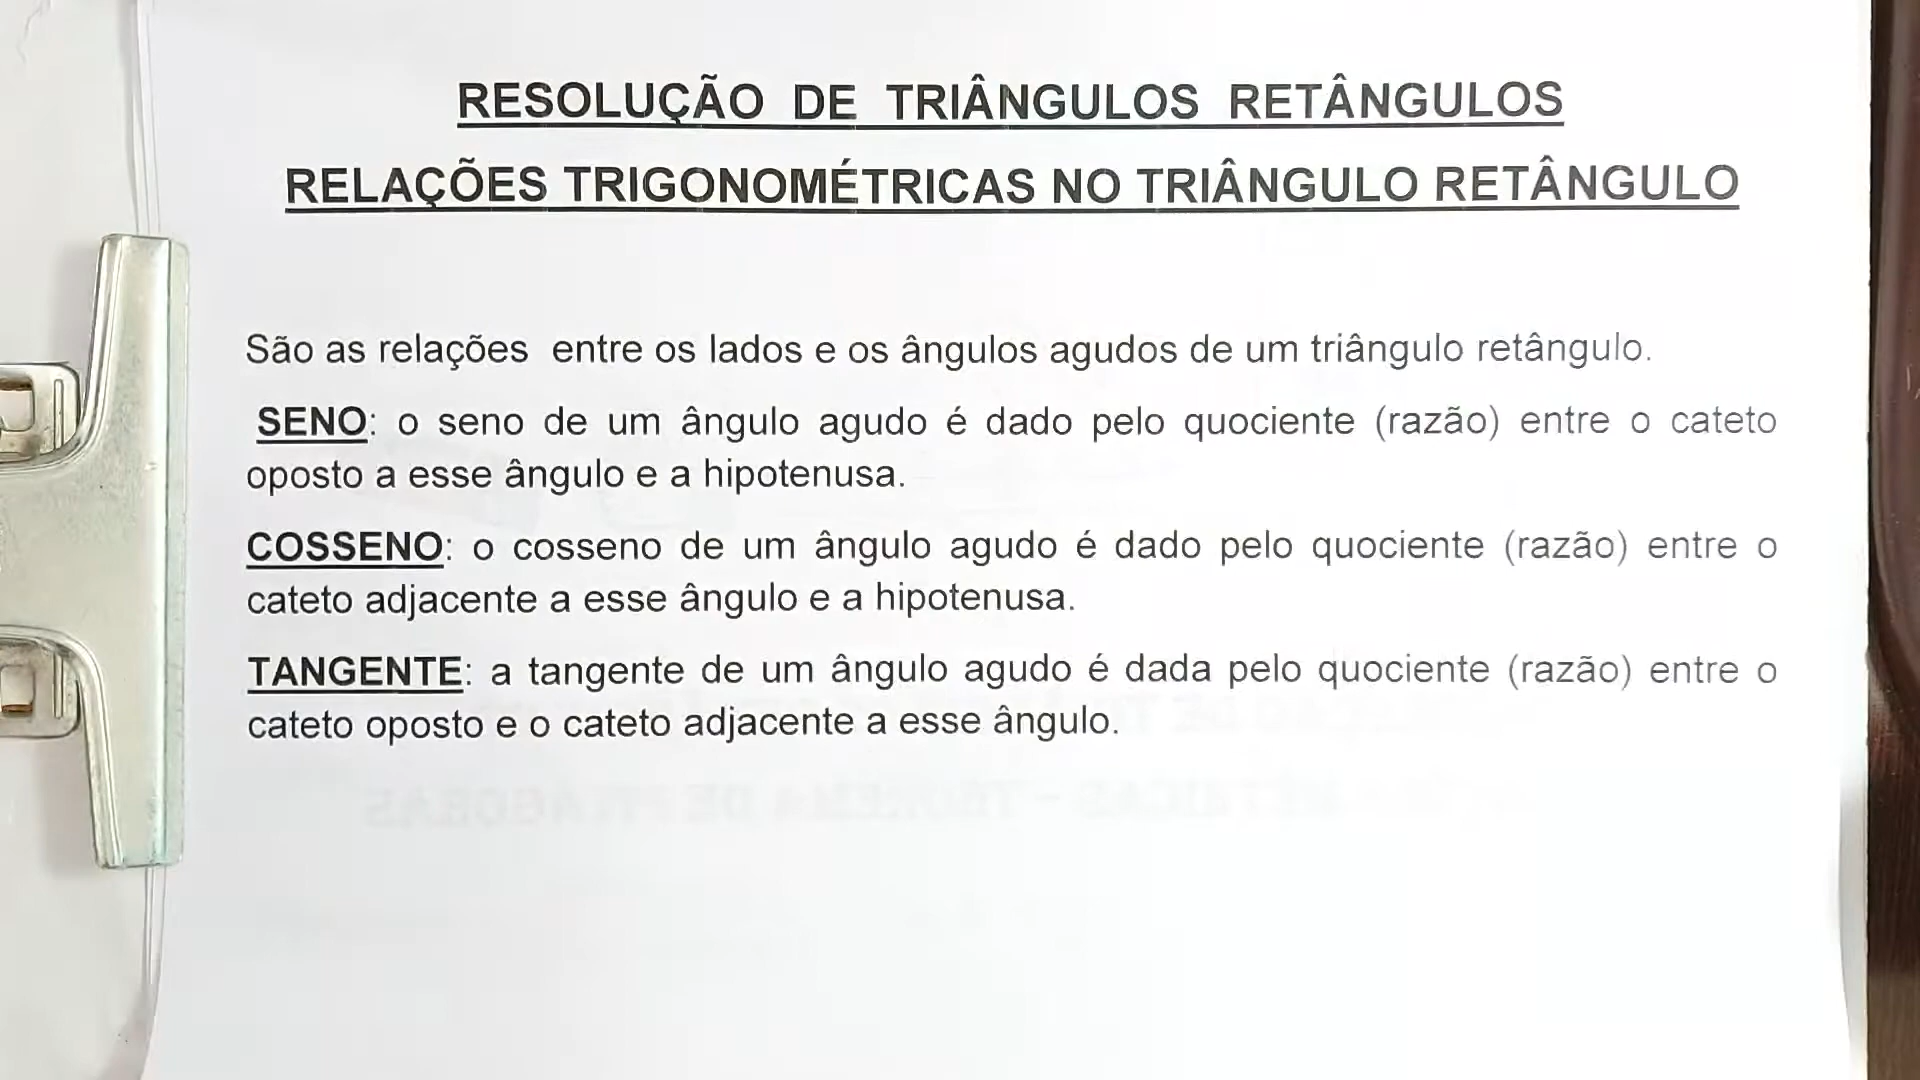 RESOLUÇÃO DE TRIÂNGULOS RETÂNGULOS
RELAÇÕES TRIGONOMÉTRICAS NO TRIÂNGULO RETÂNGULO
São as relações entre os lados e os ângulos agudos de um triângulo retângulo.
SENO: o seno de um ângulo agudo é dado pelo quociente (razão) entre o cateto
oposto a esse ângulo e a hipotenusa.
COSSENO: o cosseno de um ângulo agudo é dado pelo quociente (razão) entre o
cateto adjacente a esse ângulo e a hipotenusa.
TANGENTE: a tangente de um ângulo agudo é dada pelo quociente (razão) entre o
cateto oposto e o cateto adjacente a esse ângulo.